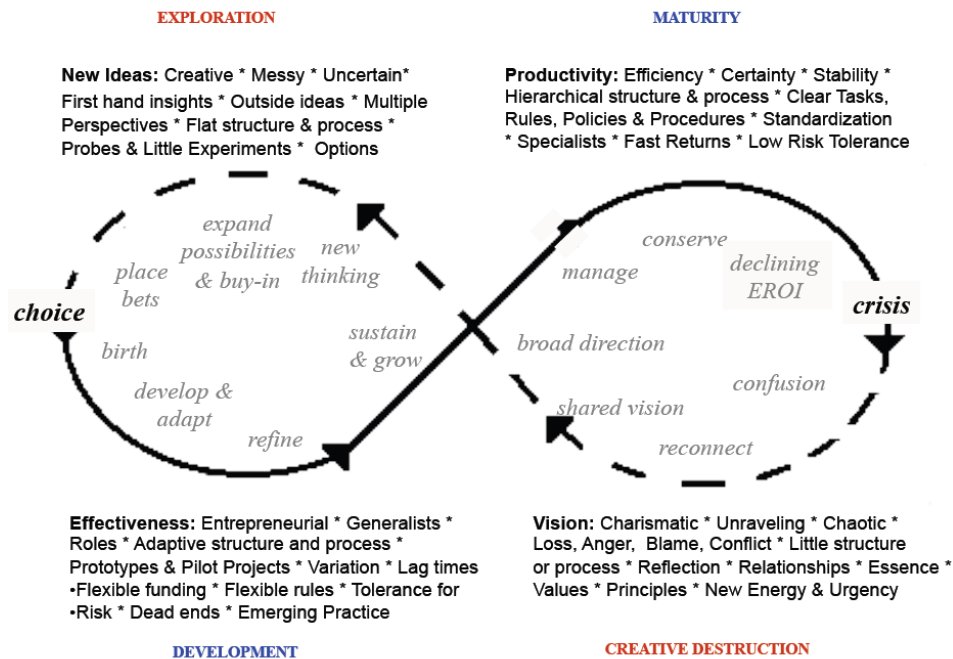 EXPLORATION
MATURITY
New Ideas: Creative * Messy * Uncertain*
First hand insights * Outside ideas * Multiple
Perspectives * Flat structure & process *
Probes & Little Experiments * Options
Productivity: Efficiency * Certainty * Stability *
Hierarchical structure & process * Clear Tasks,
Rules, Policies & Procedures * Standardization
* Specialists * Fast Returns * Low Risk Tolerance
expand
possibilities
& buy-in
new
thinking
place
bets
choice
birth
develop &
adapt
refine
sustain
& grow
conserve
manage
declining
EROI
crisis
broad direction
confusion
shared vision
reconnect
Effectiveness: Entrepreneurial * Generalists *
Roles * Adaptive structure and process *
Prototypes & Pilot Projects * Variation * Lag times
•Flexible funding * Flexible rules * Tolerance for
•Risk * Dead ends * Emerging Practice
Vision: Charismatic * Unraveling * Chaotic *
Loss, Anger, Blame, Conflict * Little structure
or process * Reflection * Relationships * Essence *
Values * Principles * New Energy & Urgency
DEVELOPMENT
CREATIVE DESTRUCTION